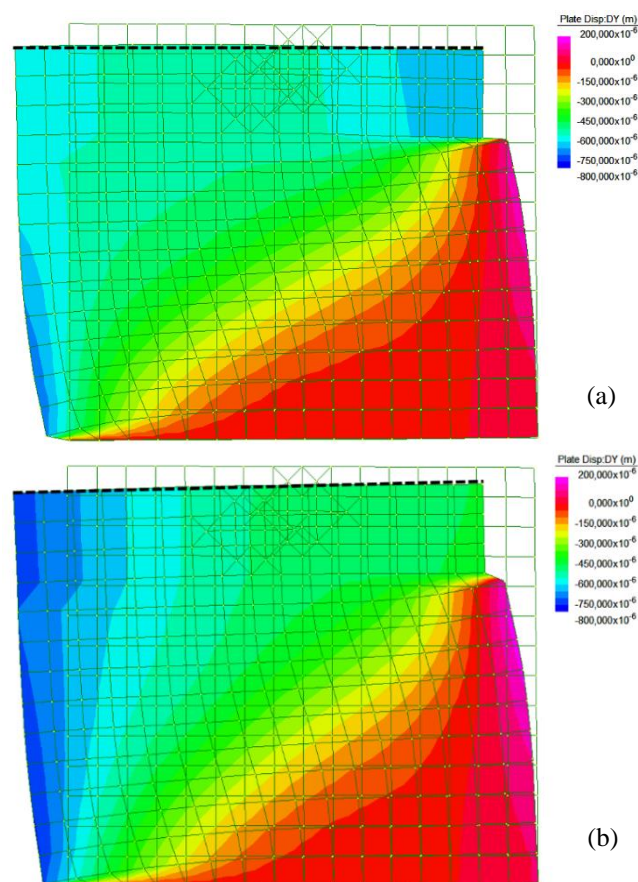 Plate Disp:DY (m)
200,000x10⁻⁶
0,000x10⁰
-150,000x10⁻⁶
-300,000x10⁻⁶
-450,000x10⁻⁶
-600,000x10⁻⁶
-750,000x10⁻⁶
-800,000x10⁻⁶
(a)
Plate Disp:DY (m)
200,000x10⁻⁶
0,000x10⁰
-150,000x10⁻⁶
-300,000x10⁻⁶
-450,000x10⁻⁶
-600,000x10⁻⁶
-750,000x10⁻⁶
-800,000x10⁻⁶
(b)